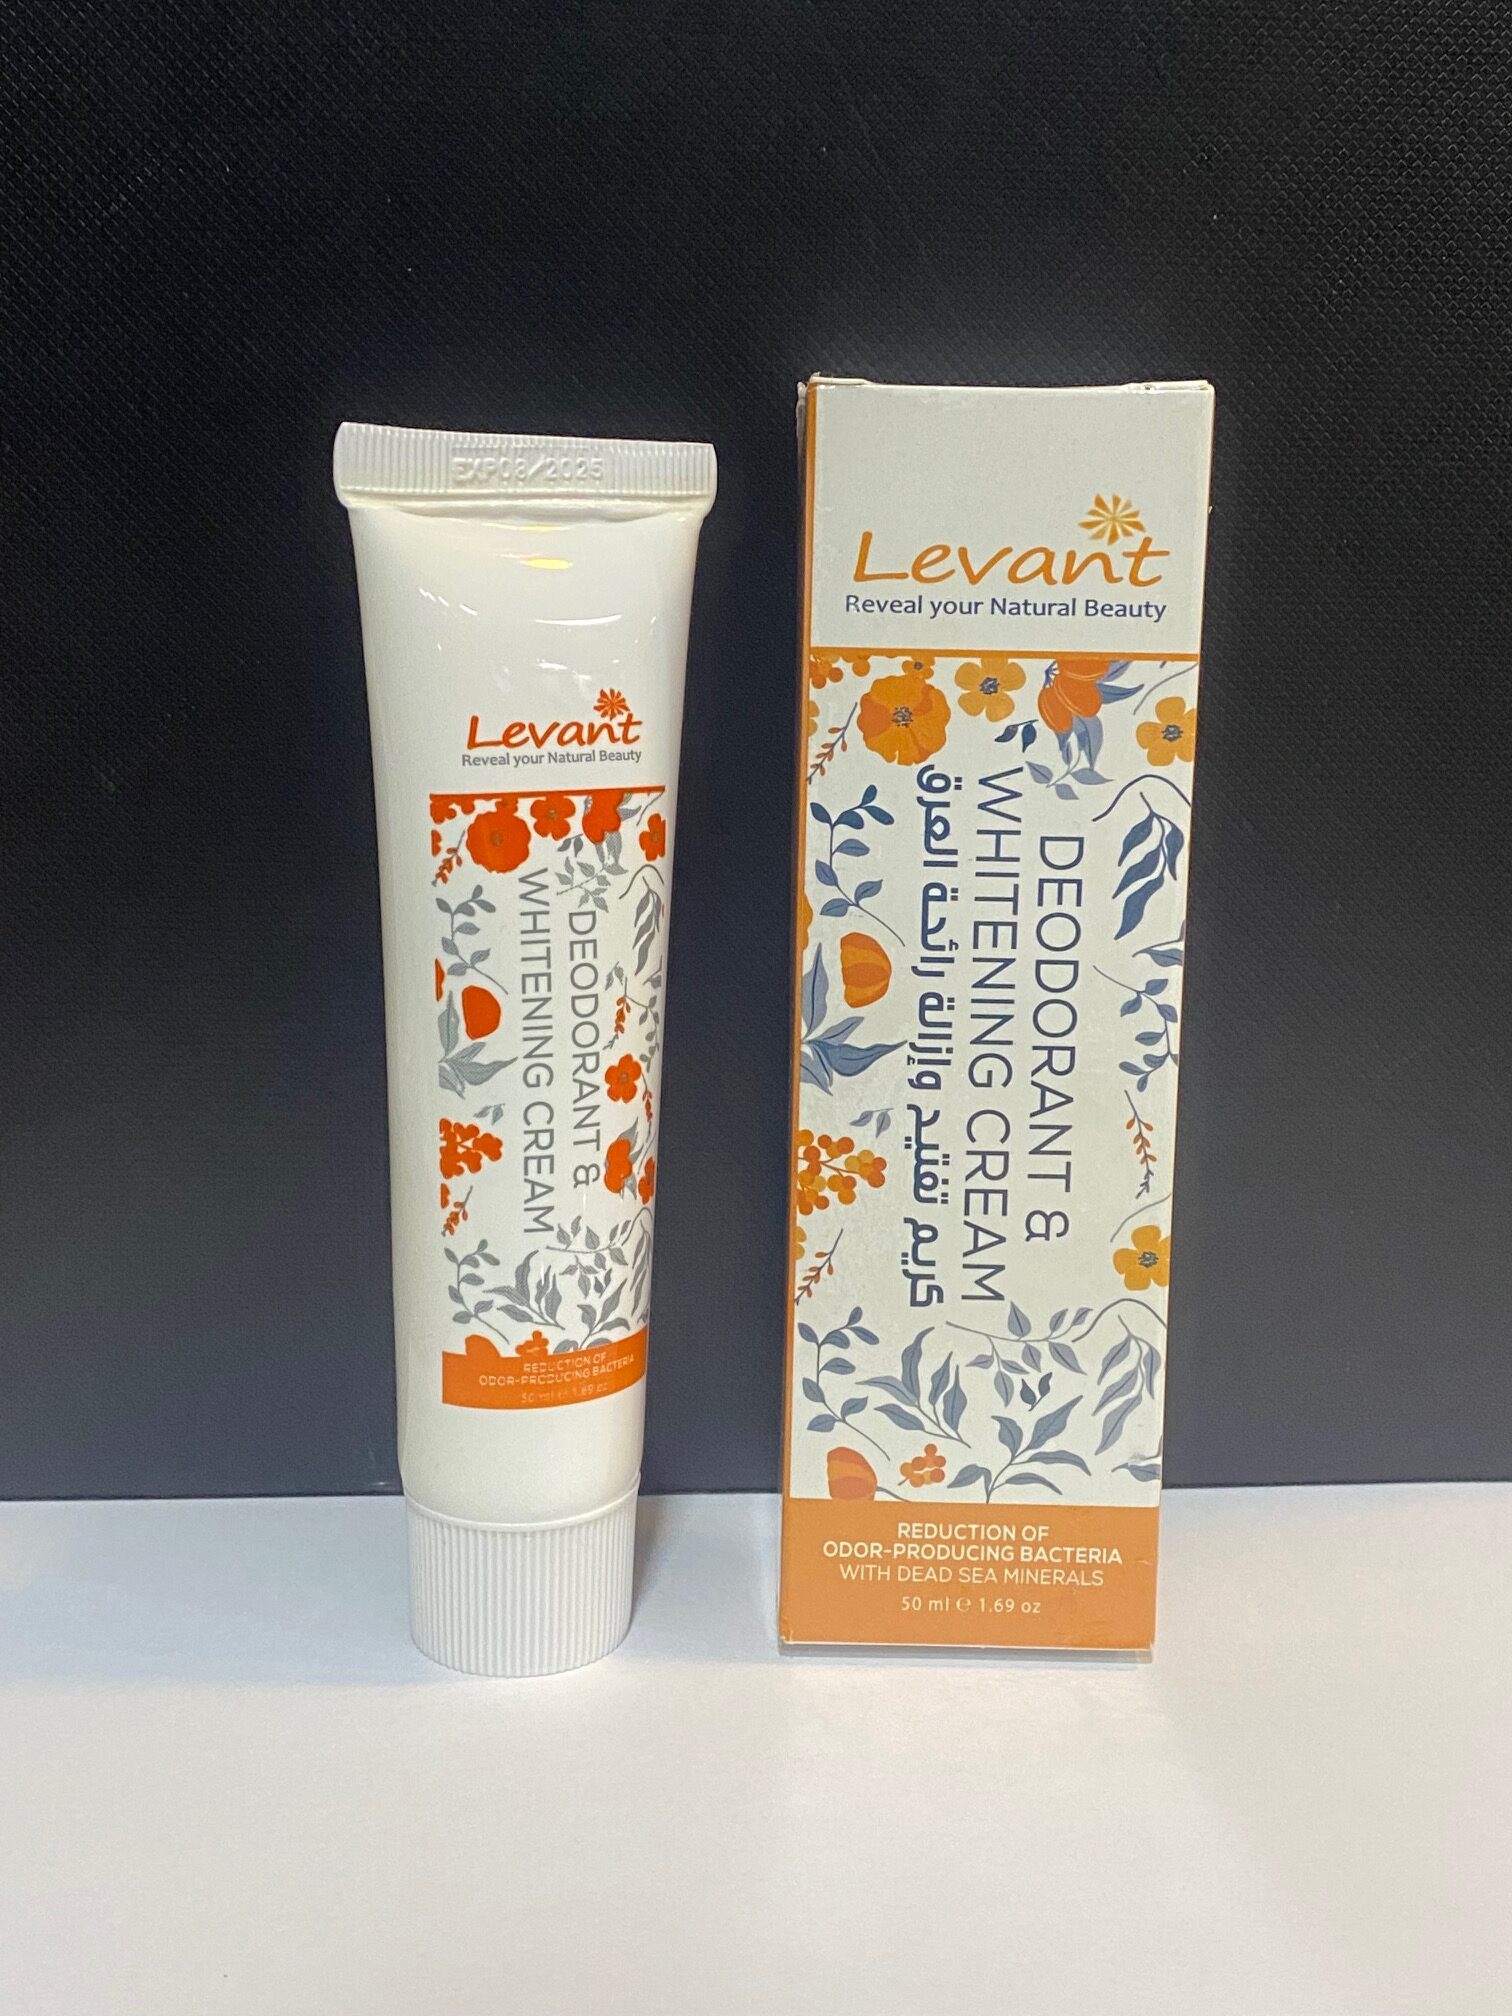 EXP08/2025
Levant
Reveal your Natural Beauty
DEODORANT &
WHITENING CREAM
REDUCTION OF
ODOR-PRODUCING BACTERIA
50 ml ℮ 1.69 oz
Levant
Reveal your Natural Beauty
DEODORANT &
WHITENING CREAM
كريم تفتيح وإزالة رائحة العرق
REDUCTION OF
ODOR-PRODUCING BACTERIA
WITH DEAD SEA MINERALS
50 ml ℮ 1.69 oz